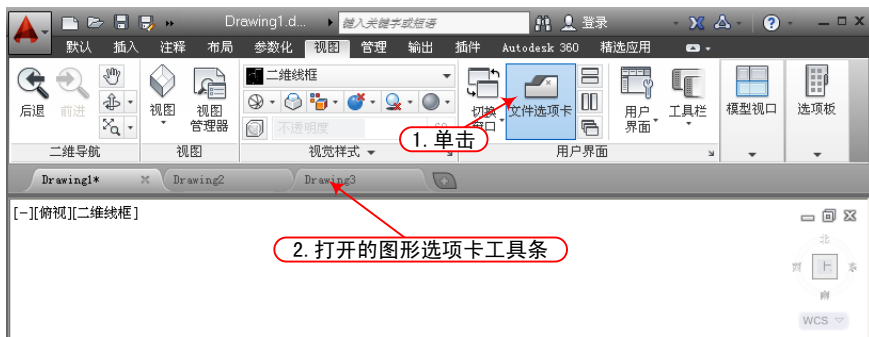 Drawing1.d... 键入关键字或短语 登录
默认 插入 注释 布局 参数化 视图 管理 输出 插件 Autodesk 360 精选应用
后退 前进
视图 视图管理器
二维线框
不透明度
切换窗口
文件选项卡
用户界面 工具栏
模型视口
选项板
1. 单击
二维导航 视图 视觉样式 用户界面
Drawing1* Drawing2 Drawing3
[-][俯视][二维线框]
2. 打开的图形选项卡工具条
北
西 上 东
南
WCS